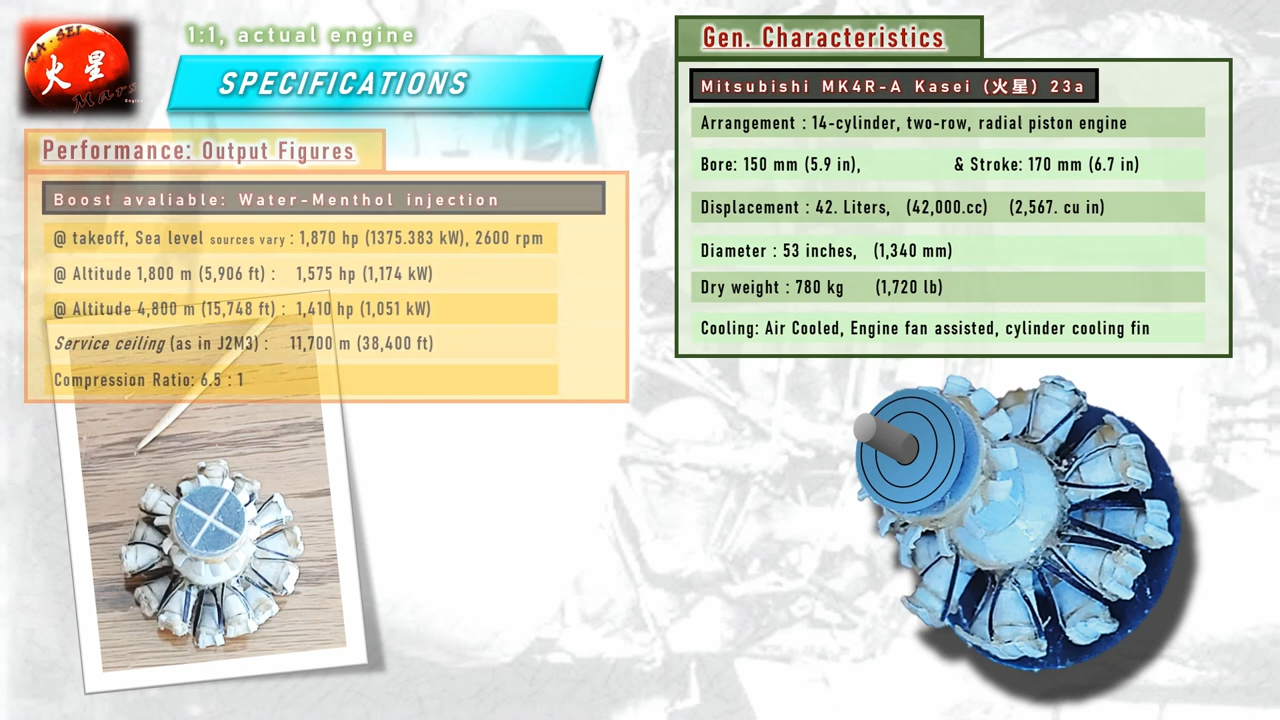 KA-SEI
火星
Mars
1:1, actual engine
SPECIFICATIONS
Performance: Output Figures
Boost avaliable: Water-Menthol injection
@ takeoff, Sea level sources vary : 1,870 hp (1375.383 kW), 2600 rpm
@ Altitude 1,800 m (5,906 ft) : 1,575 hp (1,174 kW)
@ Altitude 4,800 m (15,748 ft) : 1,410 hp (1,051 kW)
Service ceiling (as in J2M3) : 11,700 m (38,400 ft)
Compression Ratio: 6.5 : 1
Gen. Characteristics
Mitsubishi MK4R-A Kasei (火星) 23a
Arrangement : 14-cylinder, two-row, radial piston engine
Bore: 150 mm (5.9 in), & Stroke: 170 mm (6.7 in)
Displacement : 42. Liters, (42,000.cc) (2,567. cu in)
Diameter : 53 inches, (1,340 mm)
Dry weight : 780 kg (1,720 lb)
Cooling: Air Cooled, Engine fan assisted, cylinder cooling fin